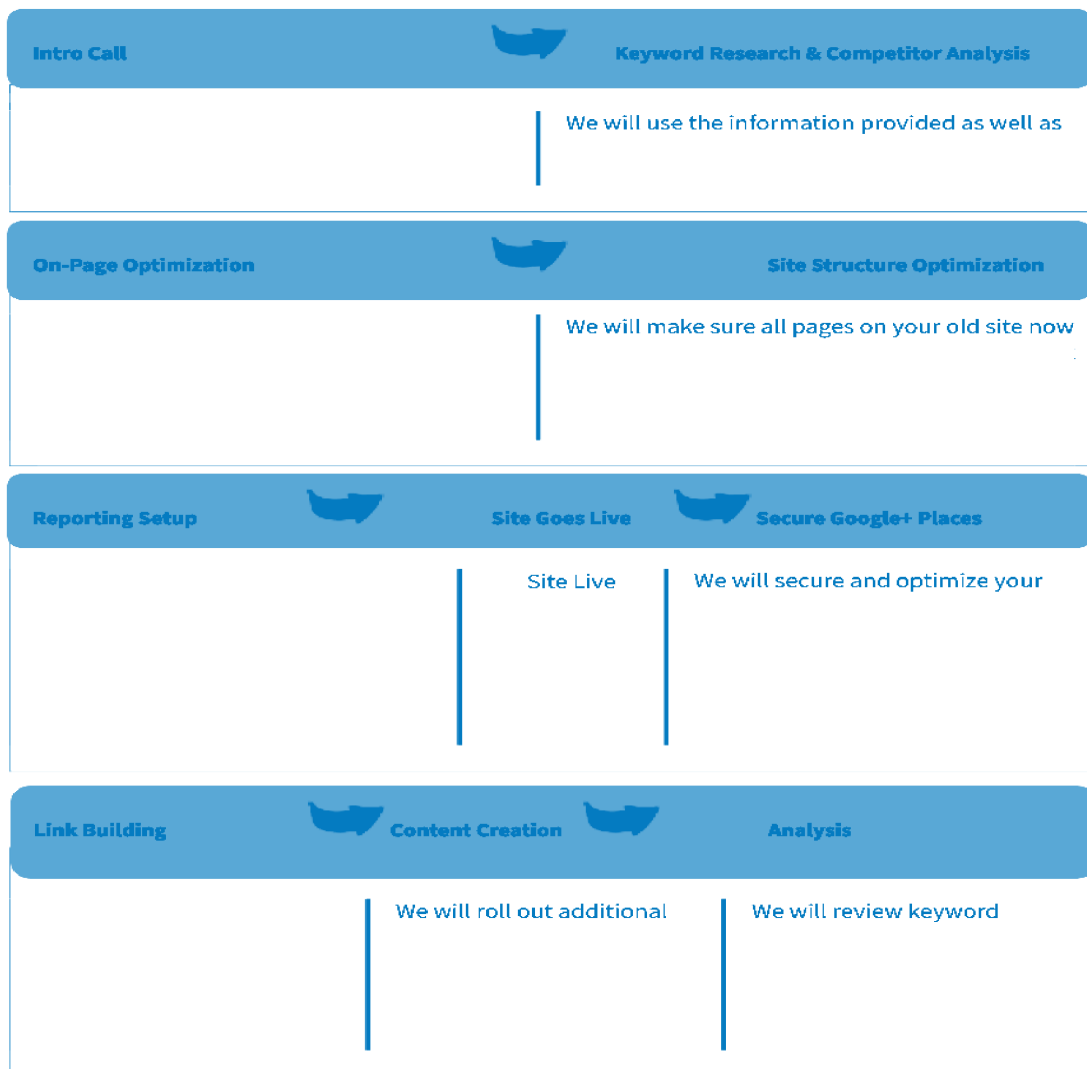 Intro Call
Keyword Research & Competitor Analysis
We will use the information provided as well as
On-Page Optimization
Site Structure Optimization
We will make sure all pages on your old site now
Reporting Setup
Site Goes Live
Secure Google+ Places
Site Live
We will secure and optimize your
Link Building
Content Creation
Analysis
We will roll out additional
We will review keyword